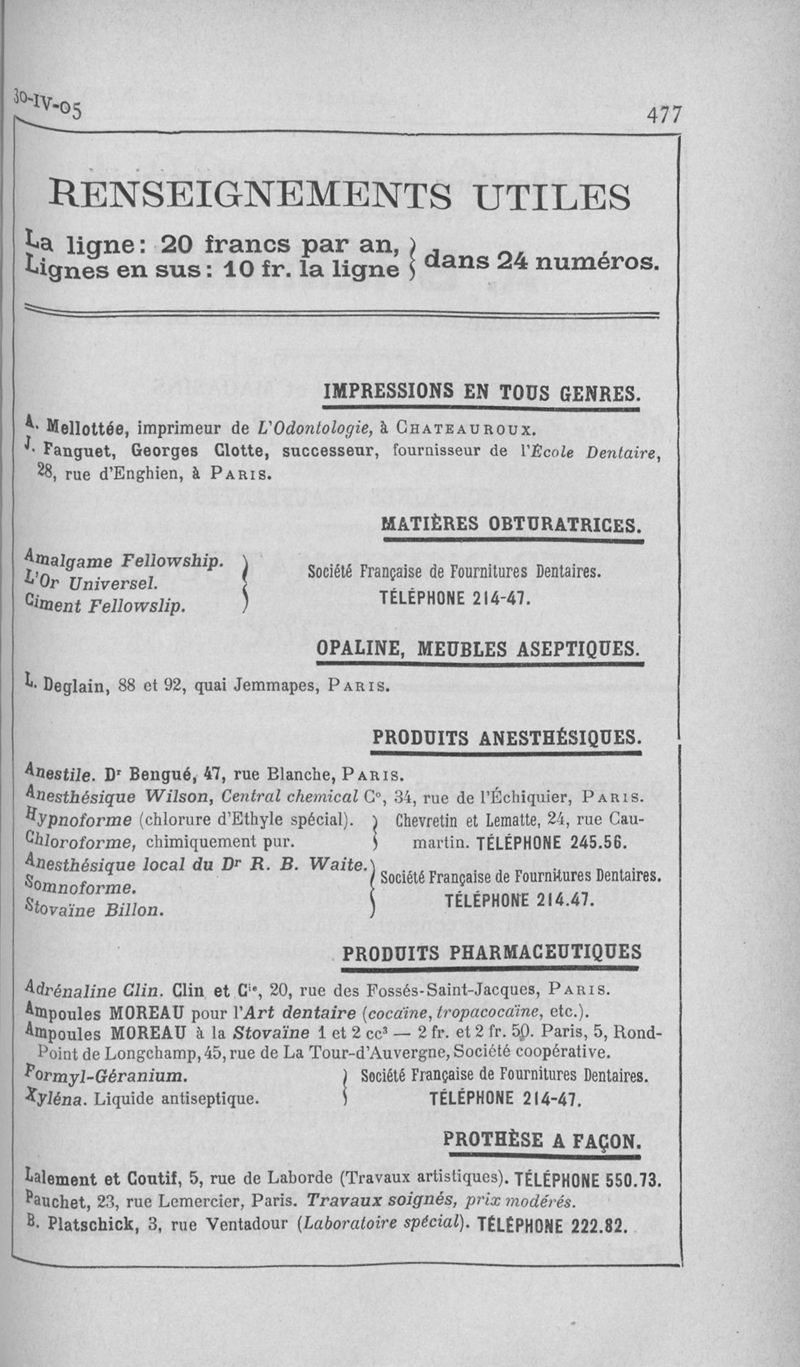 30-IV-05
477
RENSEIGNEMENTS UTILES
La ligne: 20 francs par an, } dans 24 numéros.
Lignes en sus: 10 fr. la ligne
IMPRESSIONS EN TOUS GENRES.
A. Mellottée, imprimeur de L'Odontologie, à CHATEAUROUX.
J. Fanguet, Georges Clotte, successeur, fournisseur de l'École Dentaire,
28, rue d'Enghien, à PARIS.
MATIÈRES OBTURATRICES.
Amalgame Fellowship.
L'Or Universel.
Ciment Fellowslip.
Société Française de Fournitures Dentaires.
TÉLÉPHONE 214-47.
OPALINE, MEUBLES ASEPTIQUES.
L. Deglain, 88 et 92, quai Jemmapes, PARIS.
PRODUITS ANESTHÉSIQUES.
Anestile. Dr Bengué, 47, rue Blanche, PARIS.
Anesthésique Wilson, Central chemical Co, 34, rue de l'Échiquier, PARIS.
Hypnoforme (chlorure d'Ethyle spécial).
Chloroforme, chimiquement pur.
Chevretin et Lematte, 24, rue Cau-
martin. TÉLÉPHONE 245.56.
Anesthésique local du Dr R. B. Waite.
Somnoforme.
Stovaïne Billon.
Société Française de Fournitures Dentaires.
TÉLÉPHONE 214.47.
PRODUITS PHARMACEUTIQUES
Adrénaline Clin. Clin et Cie, 20, rue des Fossés-Saint-Jacques, PARIS.
Ampoules MOREAU pour l'Art dentaire (cocaïne, tropacocaïne, etc.).
Ampoules MOREAU à la Stovaïne 1 et 2 cc³ — 2 fr. et 2 fr. 50. Paris, 5, Rond-
Point de Longchamp, 45, rue de La Tour-d'Auvergne, Société coopérative.
Formyl-Géranium.
Xyléna. Liquide antiseptique.
Société Française de Fournitures Dentaires.
TÉLÉPHONE 214-47.
PROTHÈSE A FAÇON.
Lalement et Coutif, 5, rue de Laborde (Travaux artistiques). TÉLÉPHONE 550.73.
Pauchet, 23, rue Lemercier, Paris. Travaux soignés, prix modérés.
B. Platschick, 3, rue Ventadour (Laboratoire spécial). TÉLÉPHONE 222.82.